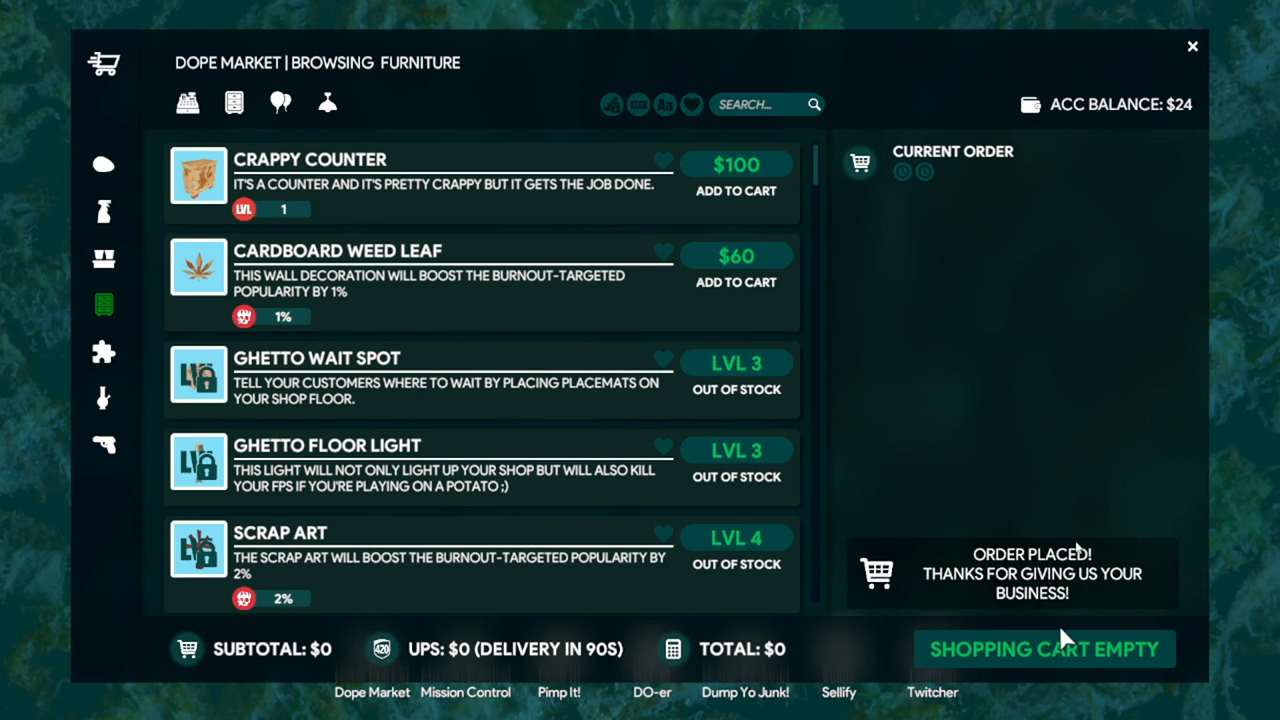 DOPE MARKET | BROWSING FURNITURE
Aa
SEARCH...
ACC BALANCE: $24
CRAPPY COUNTER
IT'S A COUNTER AND IT'S PRETTY CRAPPY BUT IT GETS THE JOB DONE.
LVL 1
$100
ADD TO CART
CARDBOARD WEED LEAF
THIS WALL DECORATION WILL BOOST THE BURNOUT-TARGETED
POPULARITY BY 1%
1%
$60
ADD TO CART
GHETTO WAIT SPOT
TELL YOUR CUSTOMERS WHERE TO WAIT BY PLACING PLACEMATS ON
YOUR SHOP FLOOR.
LVL 3
OUT OF STOCK
GHETTO FLOOR LIGHT
THIS LIGHT WILL NOT ONLY LIGHT UP YOUR SHOP BUT WILL ALSO KILL
YOUR FPS IF YOU'RE PLAYING ON A POTATO ;)
LVL 3
OUT OF STOCK
SCRAP ART
THE SCRAP ART WILL BOOST THE BURNOUT-TARGETED POPULARITY BY
2%
2%
LVL 4
OUT OF STOCK
CURRENT ORDER
ORDER PLACED!
THANKS FOR GIVING US YOUR
BUSINESS!
SUBTOTAL: $0
420
UPS: $0 (DELIVERY IN 90S)
TOTAL: $0
SHOPPING CART EMPTY
Dope Market Mission Control Pimp It! DO-er Dump Yo Junk! Sellify Twitcher